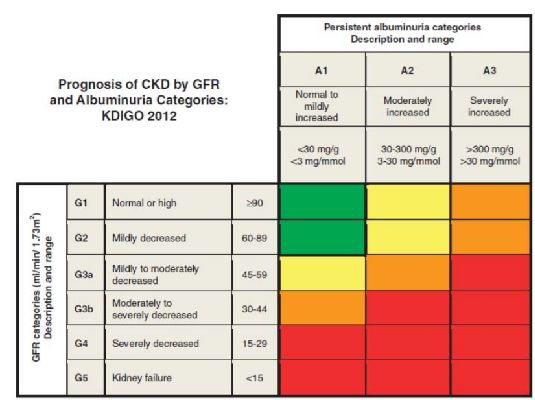 Persistent albuminuria categories
Description and range
Prognosis of CKD by GFR
and Albuminuria Categories:
KDIGO 2012
A1
A2
A3
Normal to
mildly
increased
Moderately
increased
Severely
increased
<30 mg/g
<3 mg/mmol
30-300 mg/g
3-30 mg/mmol
>300 mg/g
>30 mg/mmol
GFR categories (ml/min/ 1.73m²)
Description and range
G1
Normal or high
≥90
G2
Mildly decreased
60-89
G3a
Mildly to moderately
decreased
45-59
G3b
Moderately to
severely decreased
30-44
G4
Severely decreased
15-29
G5
Kidney failure
<15